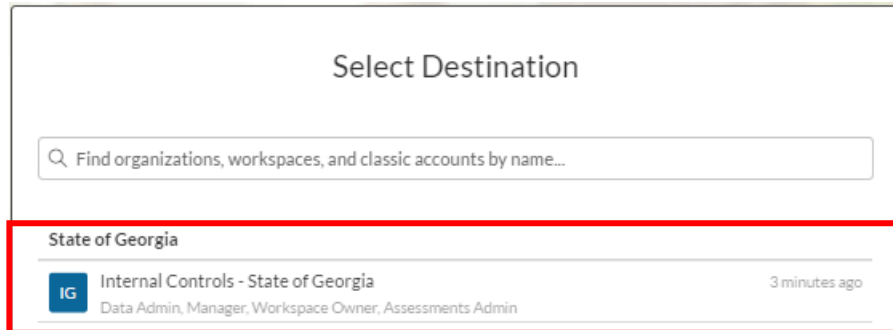 Select Destination
Find organizations, workspaces, and classic accounts by name...
State of Georgia
IG
Internal Controls - State of Georgia
3 minutes ago
Data Admin, Manager, Workspace Owner, Assessments Admin